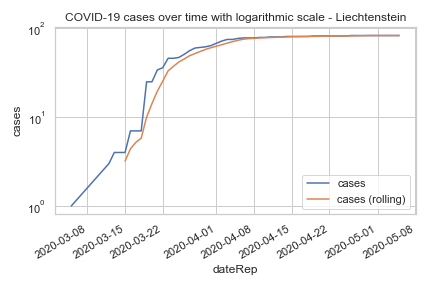 COVID-19 cases over time with logarithmic scale - Liechtenstein
10²
10¹
10⁰
cases
cases
cases (rolling)
2020-03-08
2020-03-15
2020-03-22
2020-04-01
2020-04-08
2020-04-15
2020-04-22
2020-05-01
2020-05-08
dateRep